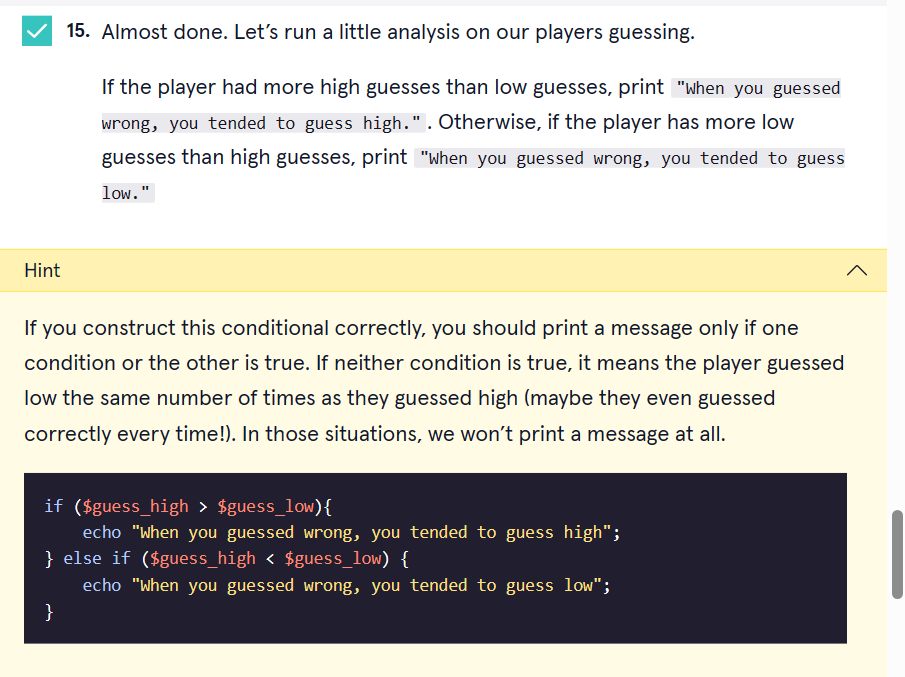 15. Almost done. Let’s run a little analysis on our players guessing.
If the player had more high guesses than low guesses, print "When you guessed
wrong, you tended to guess high.". Otherwise, if the player has more low
guesses than high guesses, print "When you guessed wrong, you tended to guess
low."
Hint
If you construct this conditional correctly, you should print a message only if one
condition or the other is true. If neither condition is true, it means the player guessed
low the same number of times as they guessed high (maybe they even guessed
correctly every time!). In those situations, we won’t print a message at all.
if ($guess_high > $guess_low){
    echo "When you guessed wrong, you tended to guess high";
} else if ($guess_high < $guess_low) {
    echo "When you guessed wrong, you tended to guess low";
}